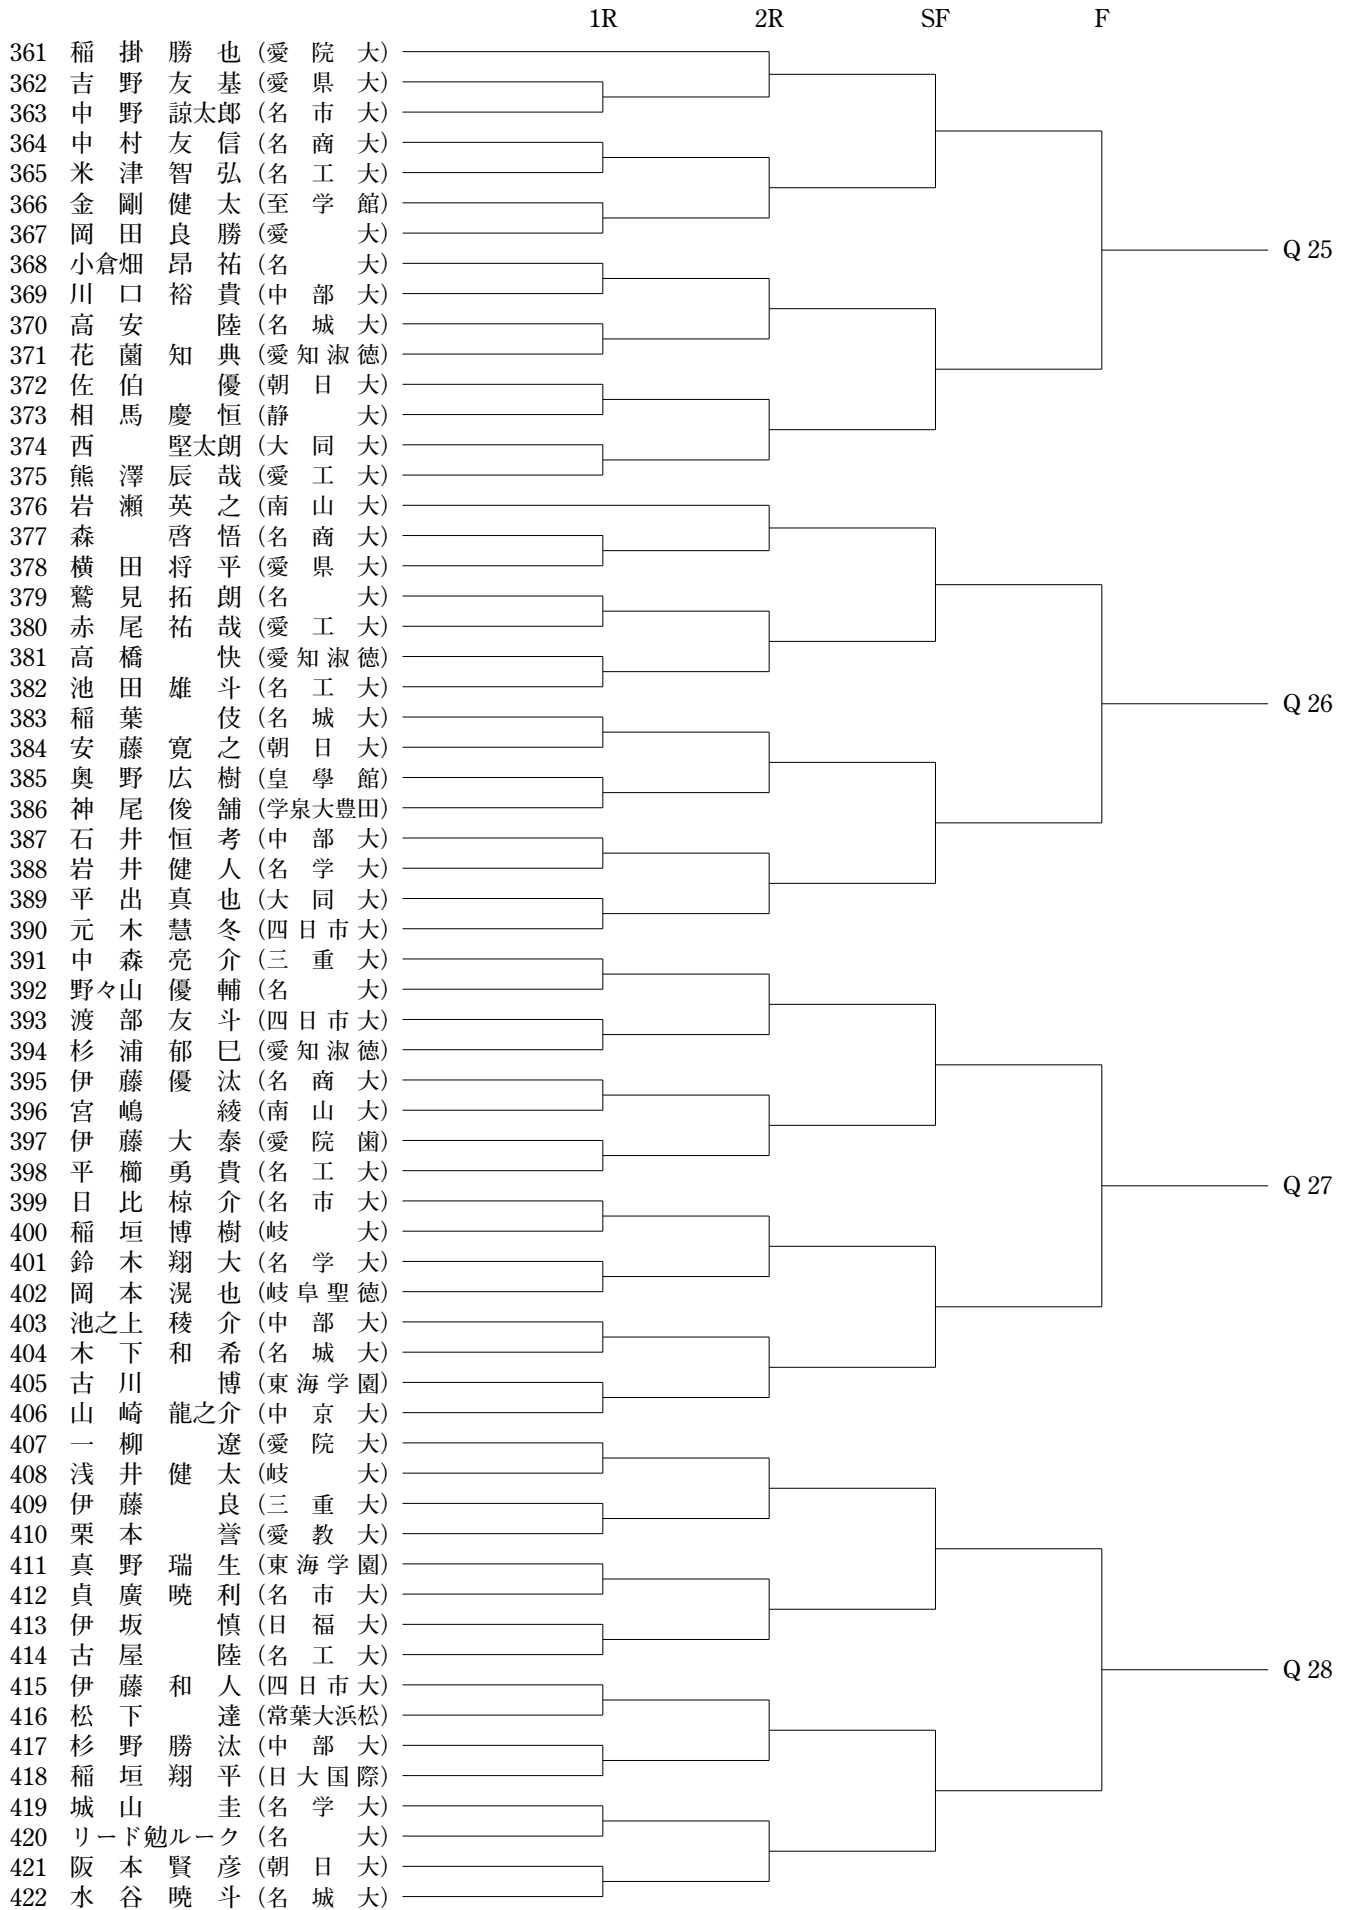 1R 2R SF F
361 稲掛勝也 (愛院大)
362 吉野友基 (愛県大)
363 中野諒太郎 (名市大)
364 中村友信 (名商大)
365 米津智弘 (名工大)
366 金剛健太 (至学館)
367 岡田良勝 (愛大)
368 小倉畑昂祐 (名大)
369 川口裕貴 (中部大)
370 高安陸 (名城大)
371 花薗知典 (愛知淑徳)
372 佐伯優 (朝日大)
373 相馬慶恒 (静大)
374 西堅太朗 (大同大)
375 熊澤辰哉 (愛工大)
376 岩瀬英之 (南山大)
377 森啓悟 (名商大)
378 横田将平 (愛県大)
379 鷲見拓朗 (名大)
380 赤尾祐哉 (愛工大)
381 高橋快 (愛知淑徳)
382 池田雄斗 (名工大)
383 稲葉伎 (名城大)
384 安藤寛之 (朝日大)
385 奥野広樹 (皇學館)
386 神尾俊舗 (学泉大豊田)
387 石井恒考 (中部大)
388 岩井健人 (名学大)
389 平出真也 (大同大)
390 元木慧冬 (四日市大)
391 中森亮介 (三重大)
392 野々山優輔 (名大)
393 渡部友斗 (四日市大)
394 杉浦郁巳 (愛知淑徳)
395 伊藤優汰 (名商大)
396 宮嶋綾 (南山大)
397 伊藤大泰 (愛院歯)
398 平櫛勇貴 (名工大)
399 日比椋介 (名市大)
400 稲垣博樹 (岐大)
401 鈴木翔大 (名学大)
402 岡本滉也 (岐阜聖徳)
403 池之上稜介 (中部大)
404 木下和希 (名城大)
405 古川博 (東海学園)
406 山崎龍之介 (中京大)
407 一柳遼 (愛院大)
408 浅井健太 (岐大)
409 伊藤良 (三重大)
410 栗本誉 (愛教大)
411 真野瑞生 (東海学園)
412 貞廣暁利 (名市大)
413 伊坂慎 (日福大)
414 古屋陸 (名工大)
415 伊藤和人 (四日市大)
416 松下達 (常葉大浜松)
417 杉野勝汰 (中部大)
418 稲垣翔平 (日大国際)
419 城山圭 (名学大)
420 リード勉ルーク (名大)
421 阪本賢彦 (朝日大)
422 水谷暁斗 (名城大)
Q 25
Q 26
Q 27
Q 28